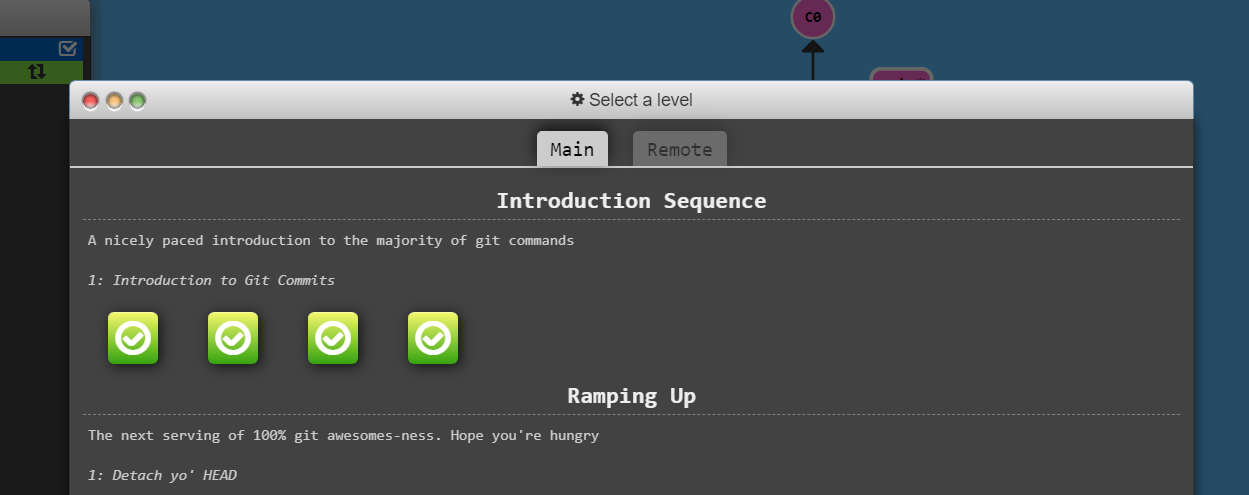 C0
Select a level
Main
Remote
Introduction Sequence
A nicely paced introduction to the majority of git commands
1: Introduction to Git Commits
Ramping Up
The next serving of 100% git awesomes-ness. Hope you're hungry
1: Detach yo' HEAD